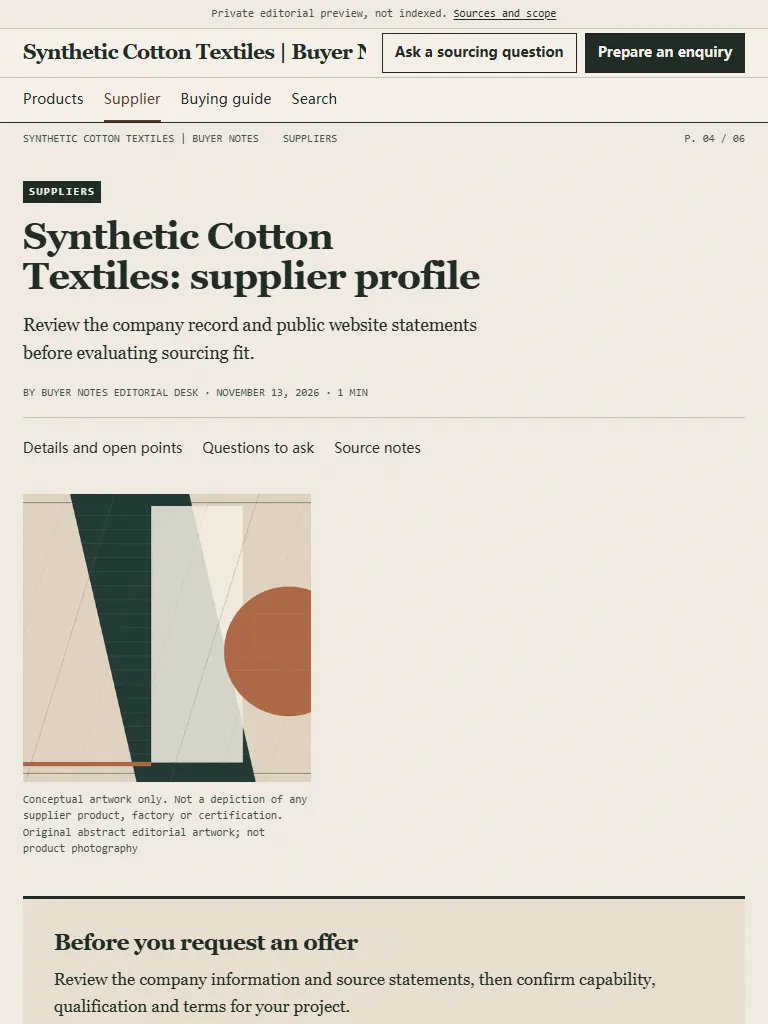 Private editorial preview, not indexed. Sources and scope
Synthetic Cotton Textiles | Buyer
Ask a sourcing question
Prepare an enquiry
Products Supplier Buying guide Search
SYNTHETIC COTTON TEXTILES | BUYER NOTES SUPPLIERS P. 04 / 06
SUPPLIERS
Synthetic Cotton
Textiles: supplier profile
Review the company record and public website statements
before evaluating sourcing fit.
BY BUYER NOTES EDITORIAL DESK · NOVEMBER 13, 2026 · 1 MIN
Details and open points Questions to ask Source notes
Conceptual artwork only. Not a depiction of any
supplier product, factory or certification.
Original abstract editorial artwork; not
product photography
Before you request an offer
Review the company information and source statements, then confirm capability,
qualification and terms for your project.